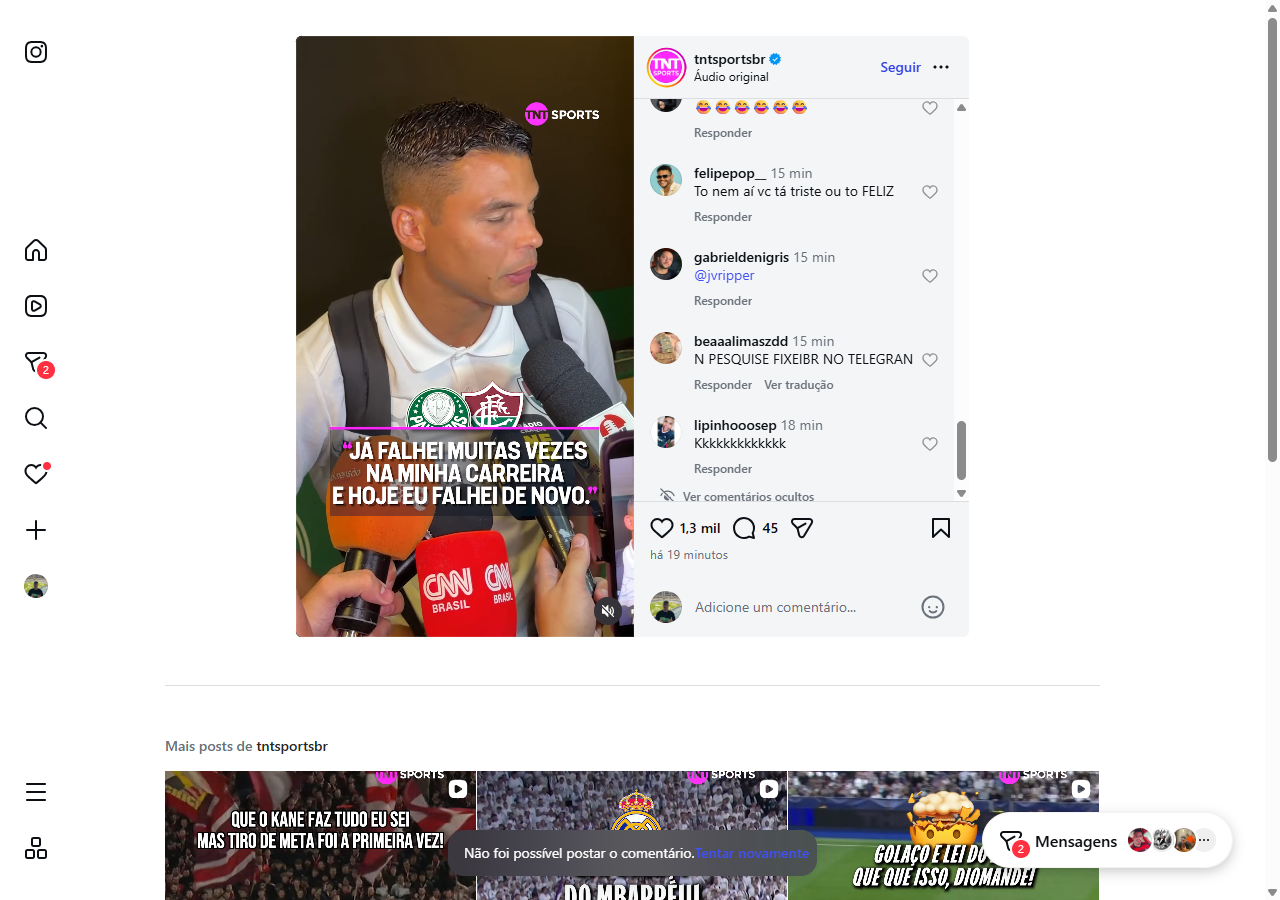 TNT SPORTS
PALMEIRAS
"JÁ FALHEI MUITAS VEZES
NA MINHA CARREIRA
E HOJE EU FALHEI DE NOVO."
CNN
BRASIL
CNN
BRASIL
TNT
SPORTS
tntsportsbr
Áudio original
Seguir
😂😂😂😂😂😂
Responder
felipepop__ 15 min
To nem aí vc tá triste ou to FELIZ
Responder
gabrieldenigris 15 min
@jvripper
Responder
beaaalimaszdd 15 min
N PESQUISE FIXEIBR NO TELEGRAN
Responder Ver tradução
lipinhooosep 18 min
Kkkkkkkkkkkkk
Responder
Ver comentários ocultos
1,3 mil 45
há 19 minutos
Adicione um comentário...
2
Mais posts de tntsportsbr
TNT SPORTS
QUE O KANE FAZ TUDO EU SEI
MAS TIRO DE META FOI A PRIMEIRA VEZ!
TNT SPORTS
DO MBAPPÉ!!
TNT SPORTS
GOLAÇO E LEI DO
QUE QUE ISSO, DIOMANDE!
Não foi possível postar o comentário. Tentar novamente
2
Mensagens